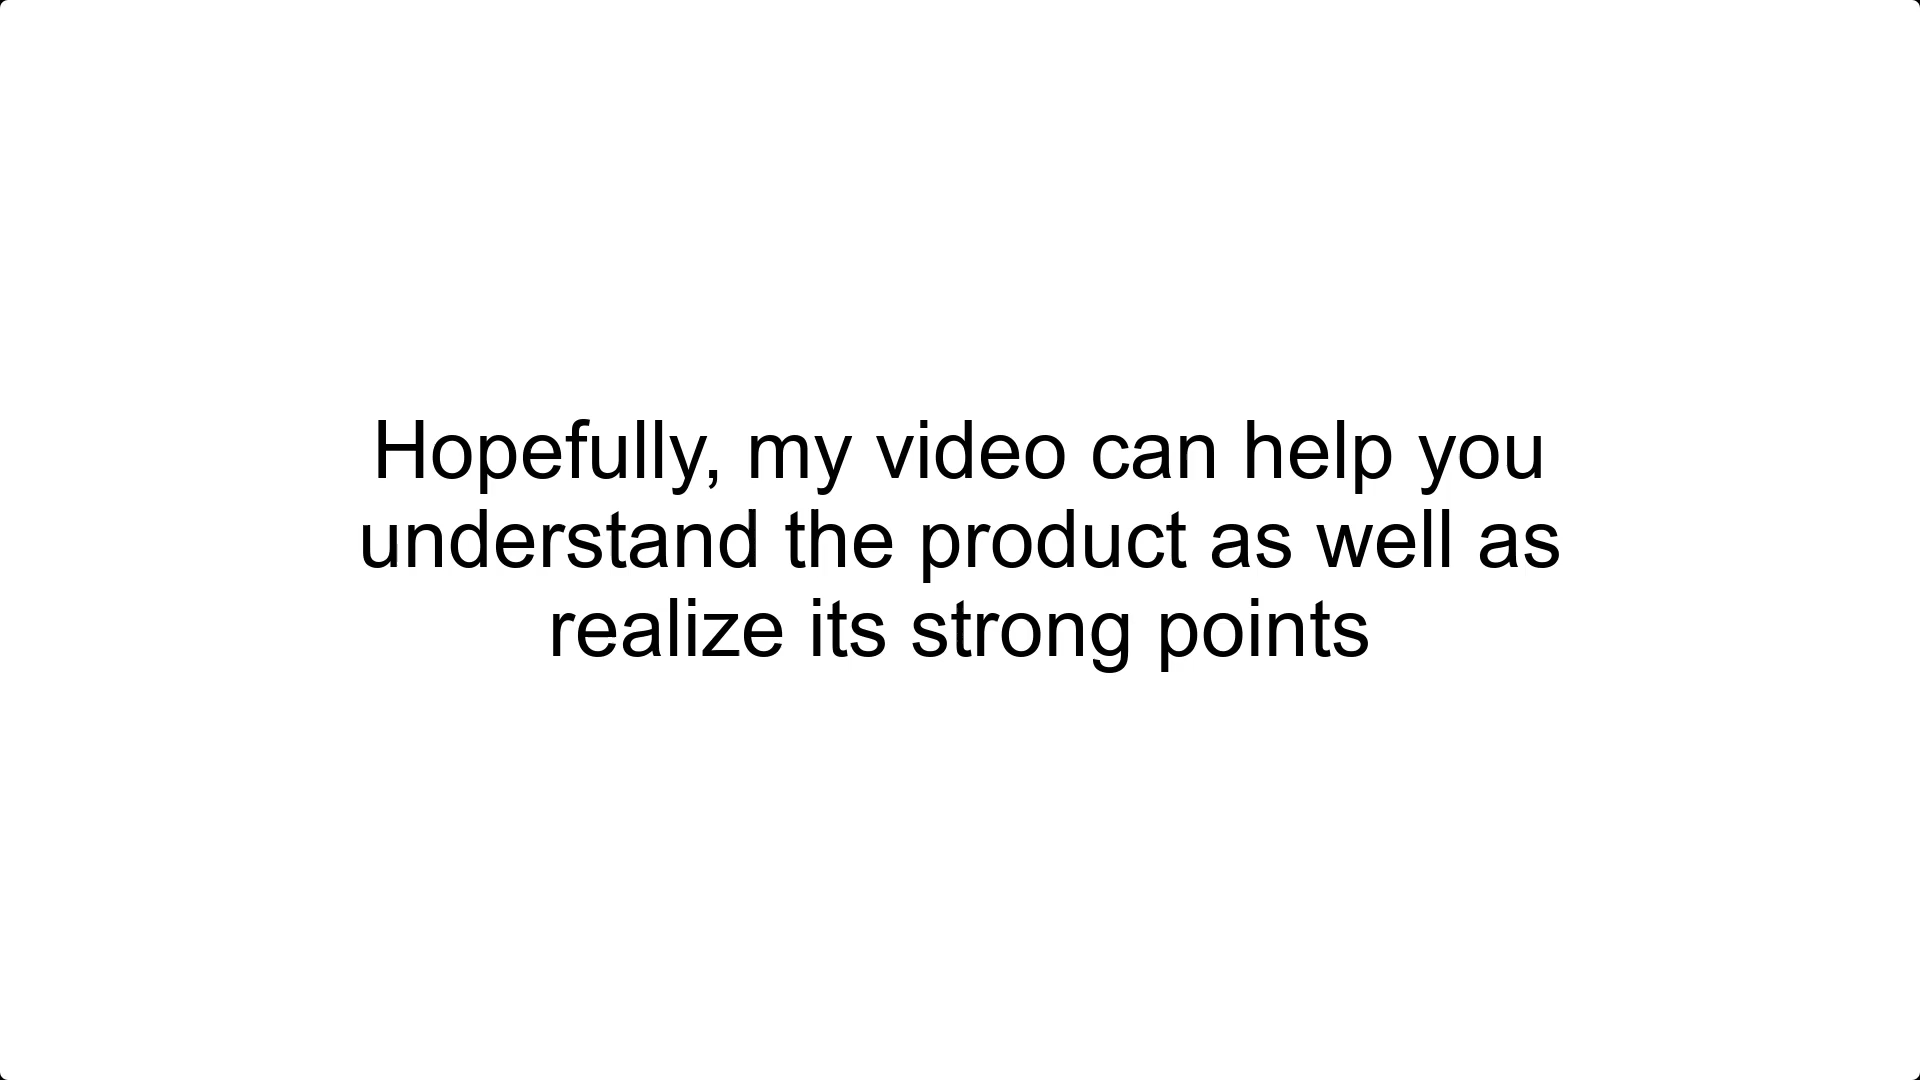 Hopefully, my video can help you
understand the product as well as
realize its strong points